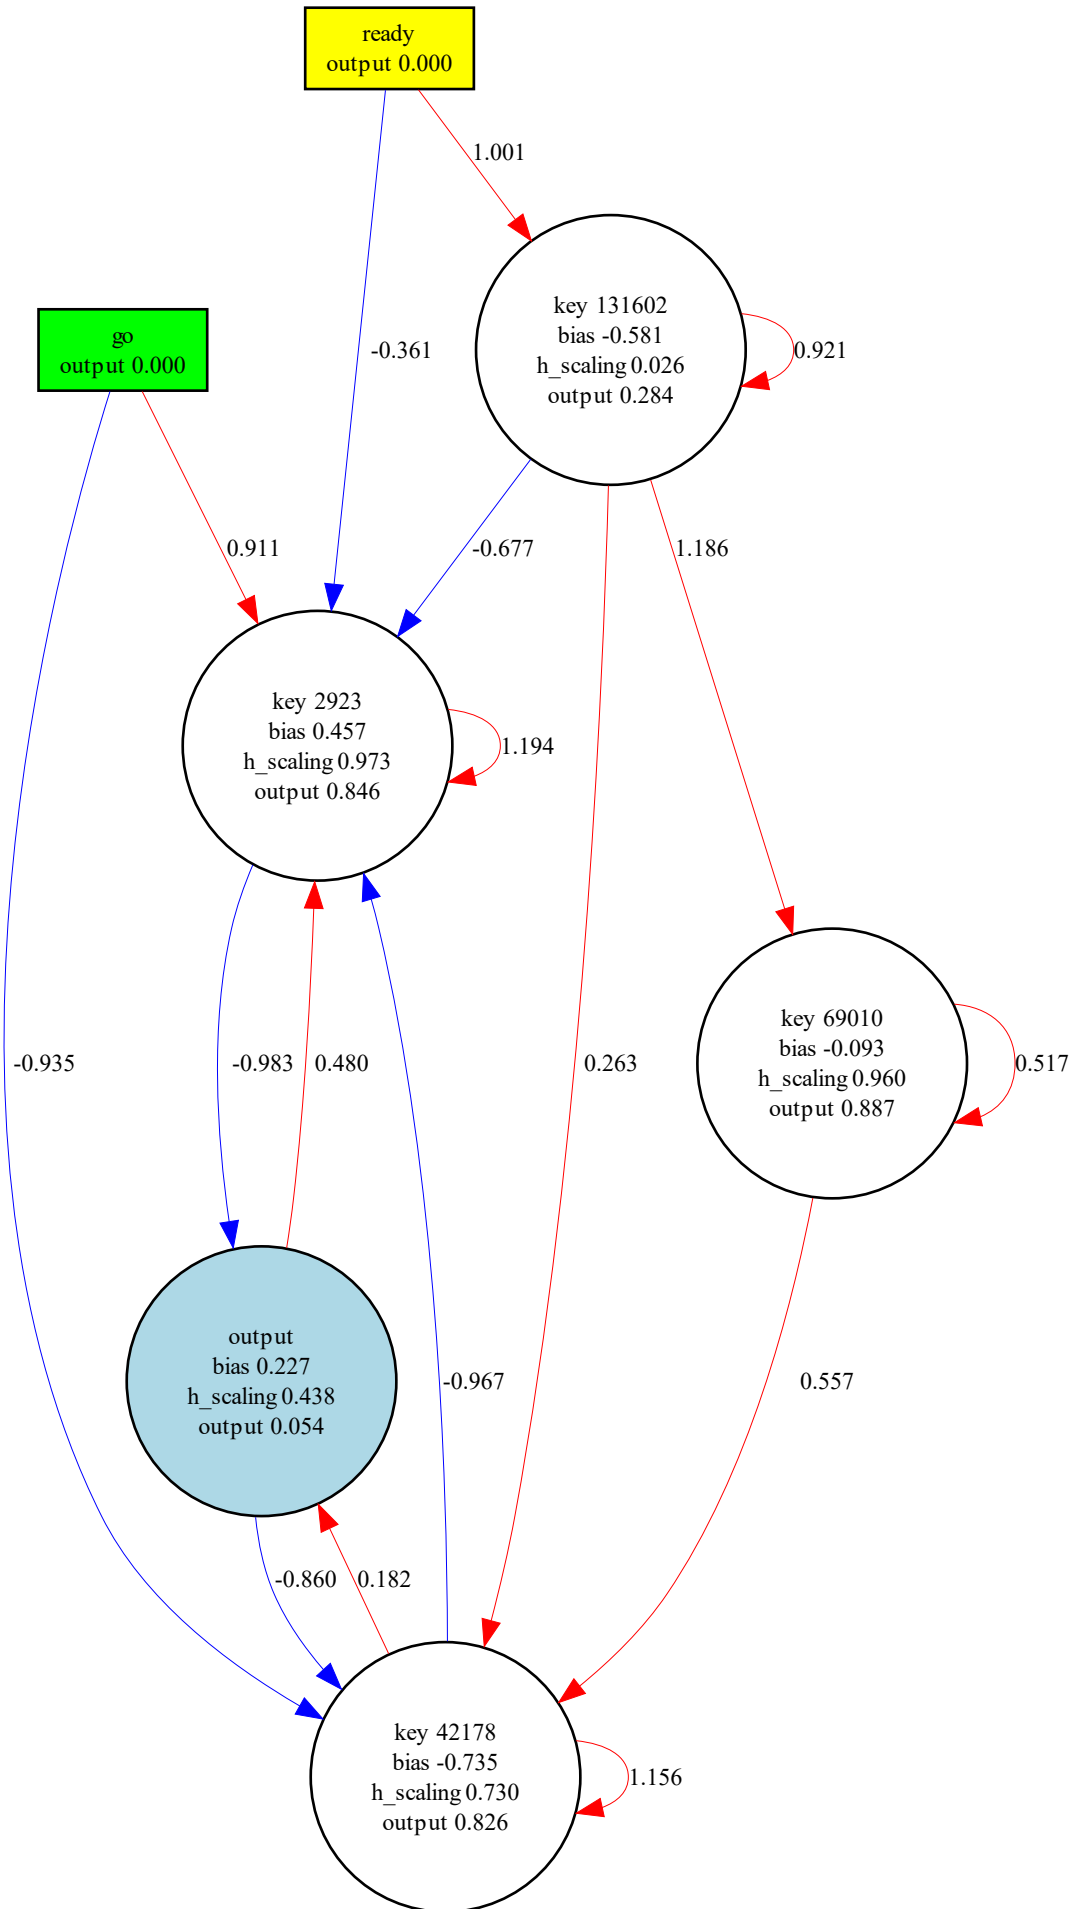 ready
output 0.000
1.001
key 131602
bias -0.581
h_scaling 0.026
output 0.284
0.921
go
output 0.000
-0.361
0.911
-0.677
1.186
key 2923
bias 0.457
h_scaling 0.973
output 0.846
1.194
key 69010
bias -0.093
h_scaling 0.960
output 0.887
0.517
-0.935
-0.983
0.480
0.263
output
bias 0.227
h_scaling 0.438
output 0.054
-0.967
0.557
-0.860
0.182
key 42178
bias -0.735
h_scaling 0.730
output 0.826
1.156